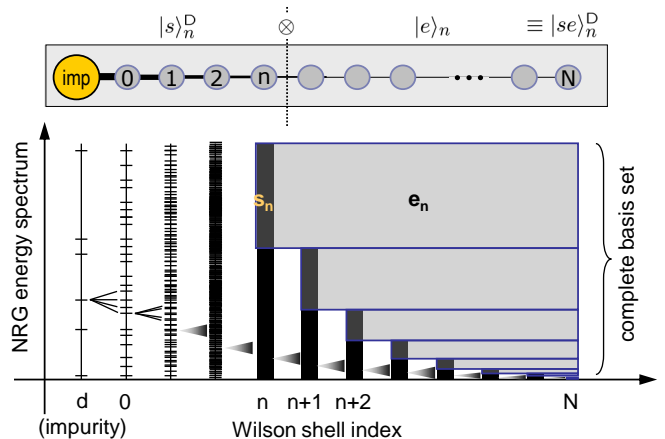 |s⟩ₙᴰ ⊗ |e⟩ₙ ≡ |se⟩ₙᴰ
imp 0 1 2 n ... N
NRG energy spectrum
sₙ eₙ
complete basis set
d 0 n n+1 n+2 N
(impurity) Wilson shell index